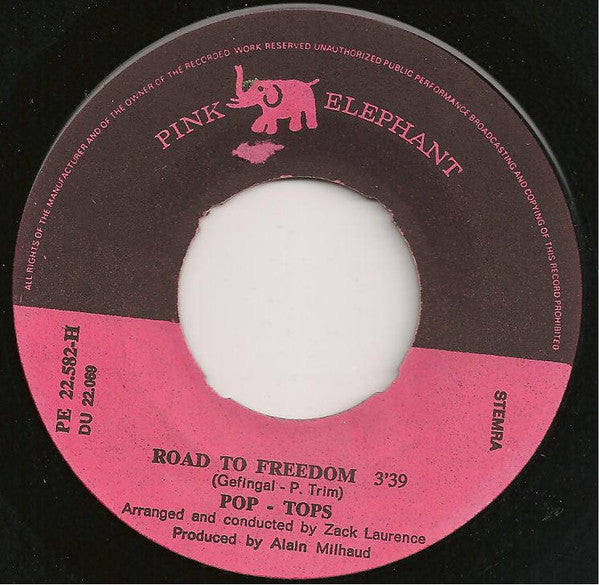 ALL RIGHTS OF THE MANUFACTURER AND OF THE OWNER OF THE RECORDED WORK RESERVED UNAUTHORIZED PUBLIC PERFORMANCE BROADCASTING AND COPYING OF THIS RECORD PROHIBITED
PINK ELEPHANT
PE 22.582-H
DU 22.069
STEMRA
ROAD TO FREEDOM 3'39
(Gefingal - P. Trim)
POP - TOPS
Arranged and conducted by Zack Laurence
Produced by Alain Milhaud